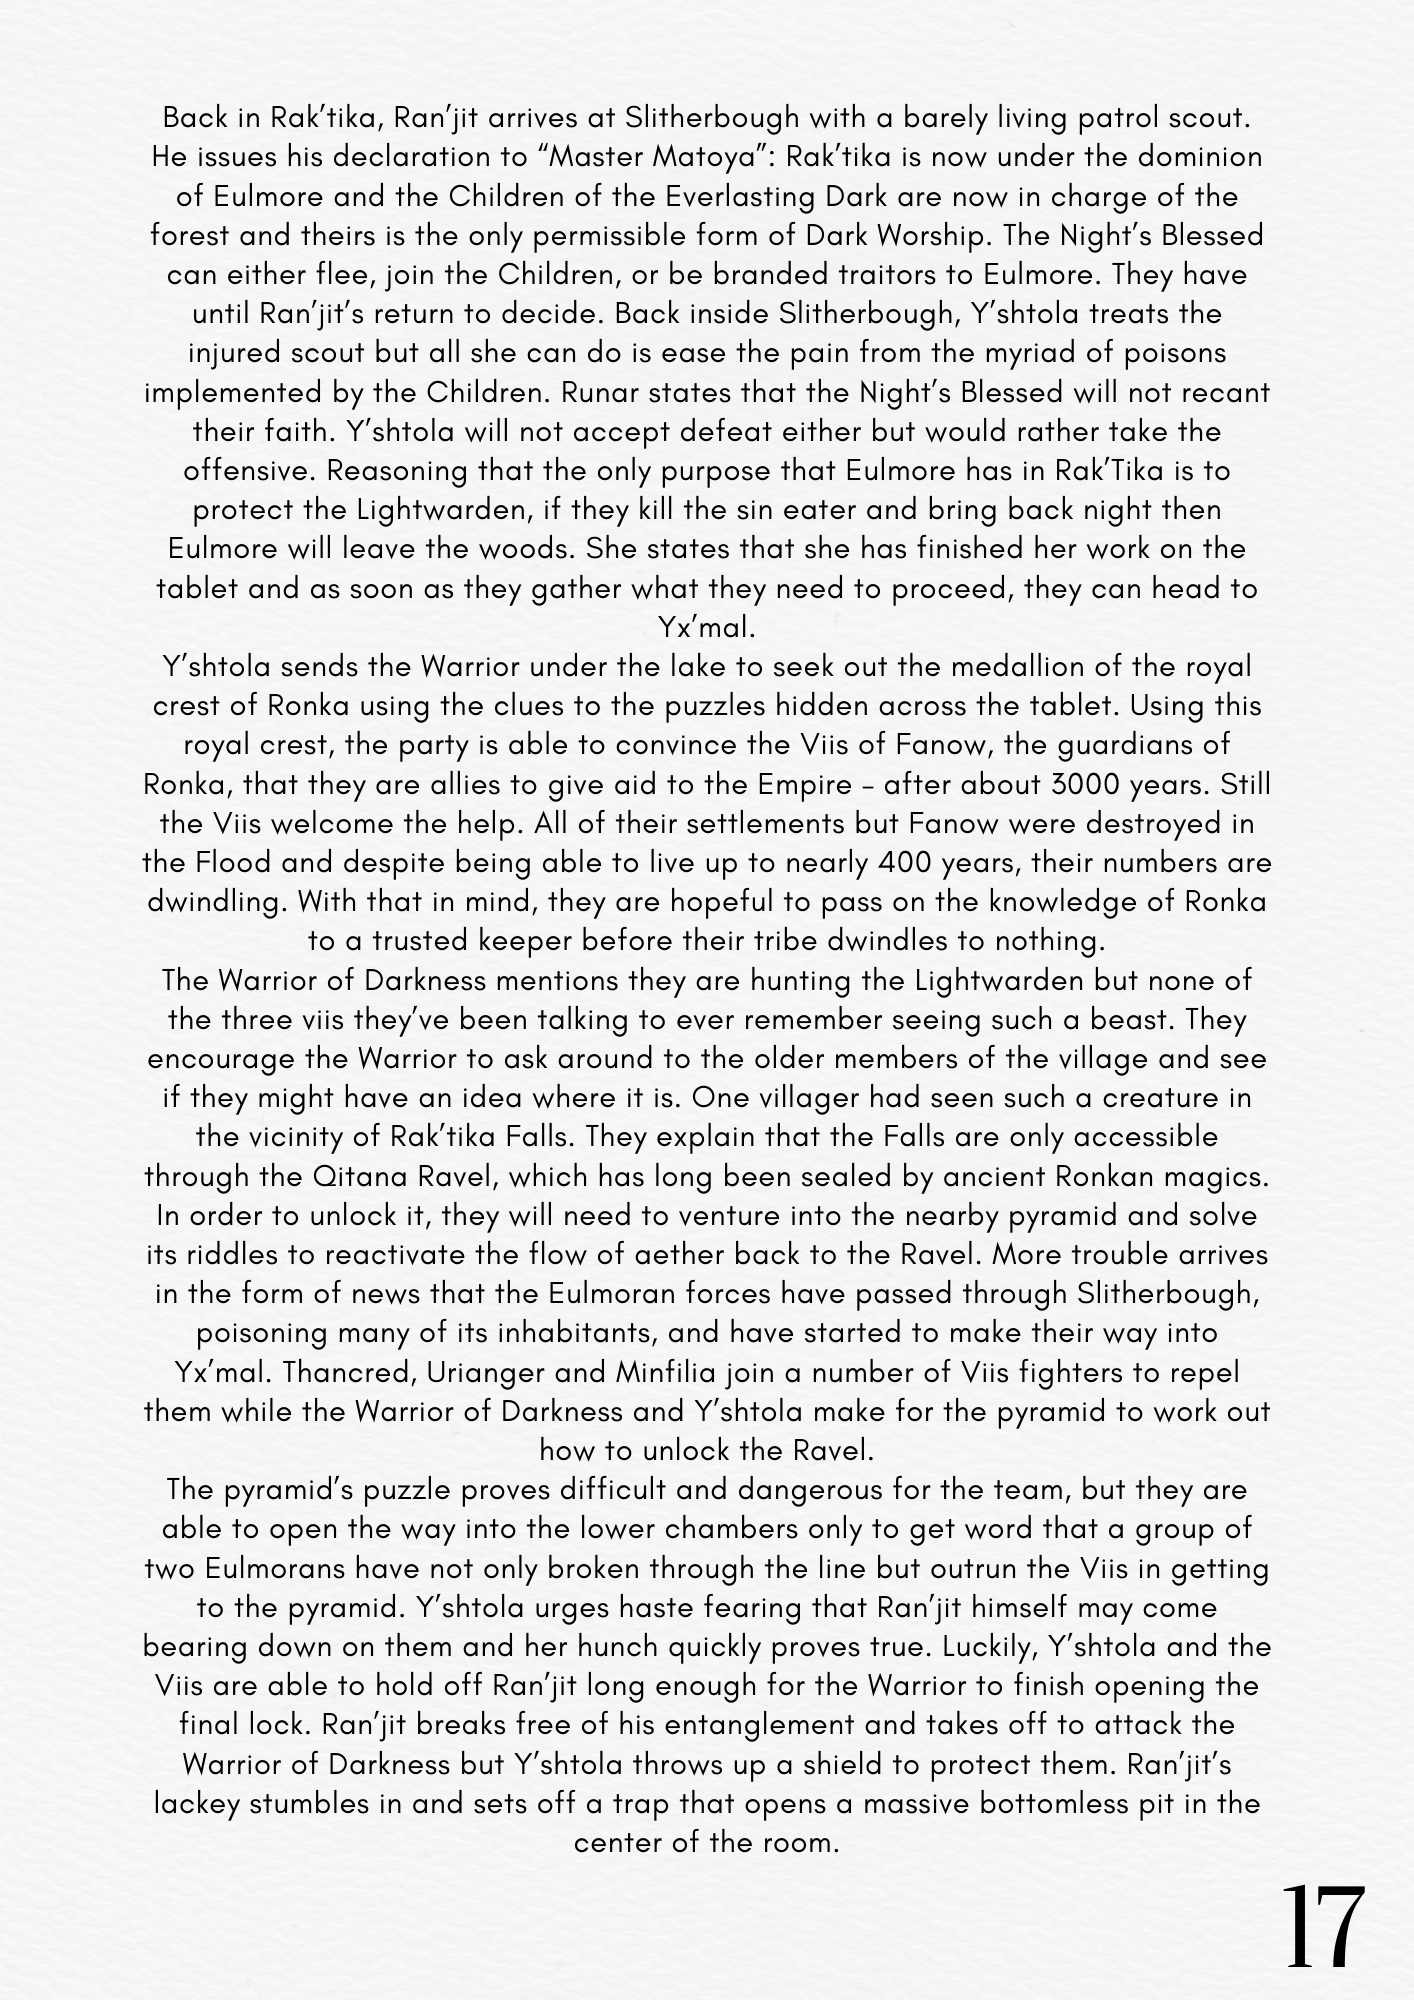 Back in Rak’tika, Ran’jit arrives at Slitherbough with a barely living patrol scout.
He issues his declaration to “Master Matoya”: Rak’tika is now under the dominion
of Eulmore and the Children of the Everlasting Dark are now in charge of the
forest and theirs is the only permissible form of Dark Worship. The Night’s Blessed
can either flee, join the Children, or be branded traitors to Eulmore. They have
until Ran’jit’s return to decide. Back inside Slitherbough, Y’shtola treats the
injured scout but all she can do is ease the pain from the myriad of poisons
implemented by the Children. Runar states that the Night’s Blessed will not recant
their faith. Y’shtola will not accept defeat either but would rather take the
offensive. Reasoning that the only purpose that Eulmore has in Rak’Tika is to
protect the Lightwarden, if they kill the sin eater and bring back night then
Eulmore will leave the woods. She states that she has finished her work on the
tablet and as soon as they gather what they need to proceed, they can head to
Yx’mal.
Y’shtola sends the Warrior under the lake to seek out the medallion of the royal
crest of Ronka using the clues to the puzzles hidden across the tablet. Using this
royal crest, the party is able to convince the Viis of Fanow, the guardians of
Ronka, that they are allies to give aid to the Empire – after about 3000 years. Still
the Viis welcome the help. All of their settlements but Fanow were destroyed in
the Flood and despite being able to live up to nearly 400 years, their numbers are
dwindling. With that in mind, they are hopeful to pass on the knowledge of Ronka
to a trusted keeper before their tribe dwindles to nothing.
The Warrior of Darkness mentions they are hunting the Lightwarden but none of
the three viis they’ve been talking to ever remember seeing such a beast. They
encourage the Warrior to ask around to the older members of the village and see
if they might have an idea where it is. One villager had seen such a creature in
the vicinity of Rak’tika Falls. They explain that the Falls are only accessible
through the Qitana Ravel, which has long been sealed by ancient Ronkan magics.
In order to unlock it, they will need to venture into the nearby pyramid and solve
its riddles to reactivate the flow of aether back to the Ravel. More trouble arrives
in the form of news that the Eulmoran forces have passed through Slitherbough,
poisoning many of its inhabitants, and have started to make their way into
Yx’mal. Thancred, Urianger and Minfilia join a number of Viis fighters to repel
them while the Warrior of Darkness and Y’shtola make for the pyramid to work out
how to unlock the Ravel.
The pyramid’s puzzle proves difficult and dangerous for the team, but they are
able to open the way into the lower chambers only to get word that a group of
two Eulmorans have not only broken through the line but outrun the Viis in getting
to the pyramid. Y’shtola urges haste fearing that Ran’jit himself may come
bearing down on them and her hunch quickly proves true. Luckily, Y’shtola and the
Viis are able to hold off Ran’jit long enough for the Warrior to finish opening the
final lock. Ran’jit breaks free of his entanglement and takes off to attack the
Warrior of Darkness but Y’shtola throws up a shield to protect them. Ran’jit’s
lackey stumbles in and sets off a trap that opens a massive bottomless pit in the
center of the room.
17